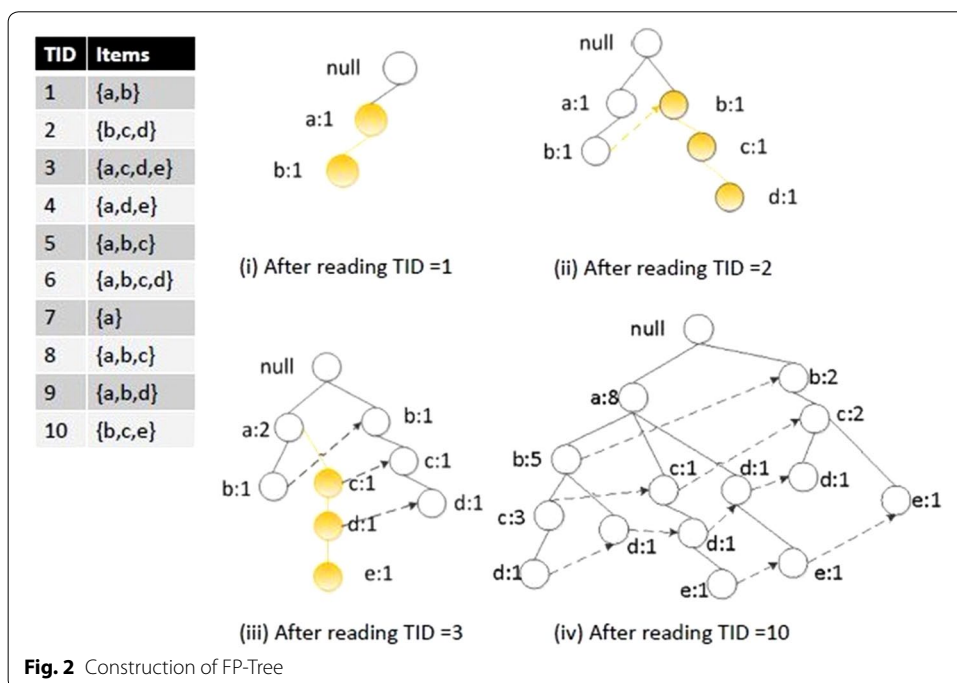 TID Items
1 {a,b}
2 {b,c,d}
3 {a,c,d,e}
4 {a,d,e}
5 {a,b,c}
6 {a,b,c,d}
7 {a}
8 {a,b,c}
9 {a,b,d}
10 {b,c,e}
null
a:1
b:1
(i) After reading TID =1
null
a:1 b:1
b:1 c:1
d:1
(ii) After reading TID =2
null
a:2 b:1
b:1 c:1 c:1
d:1 d:1
e:1
(iii) After reading TID =3
null
b:2
a:8
c:2
b:5 c:1 d:1 d:1
c:3 e:1
d:1 d:1 d:1
e:1 e:1
(iv) After reading TID =10
Fig. 2 Construction of FP-Tree